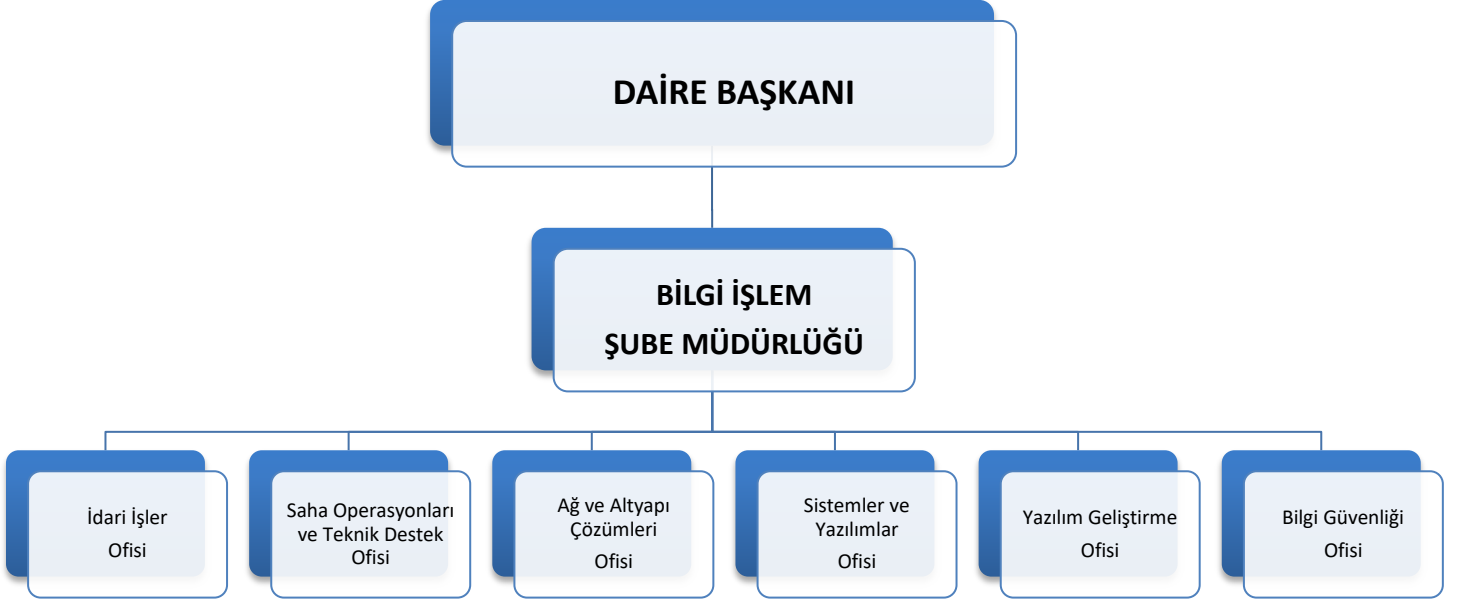 DAİRE BAŞKANI
BİLGİ İŞLEM
ŞUBE MÜDÜRLÜĞÜ
İdari İşler
Ofisi
Saha Operasyonları
ve Teknik Destek
Ofisi
Ağ ve Altyapı
Çözümleri
Ofisi
Sistemler ve
Yazılımlar
Ofisi
Yazılım Geliştirme
Ofisi
Bilgi Güvenliği
Ofisi